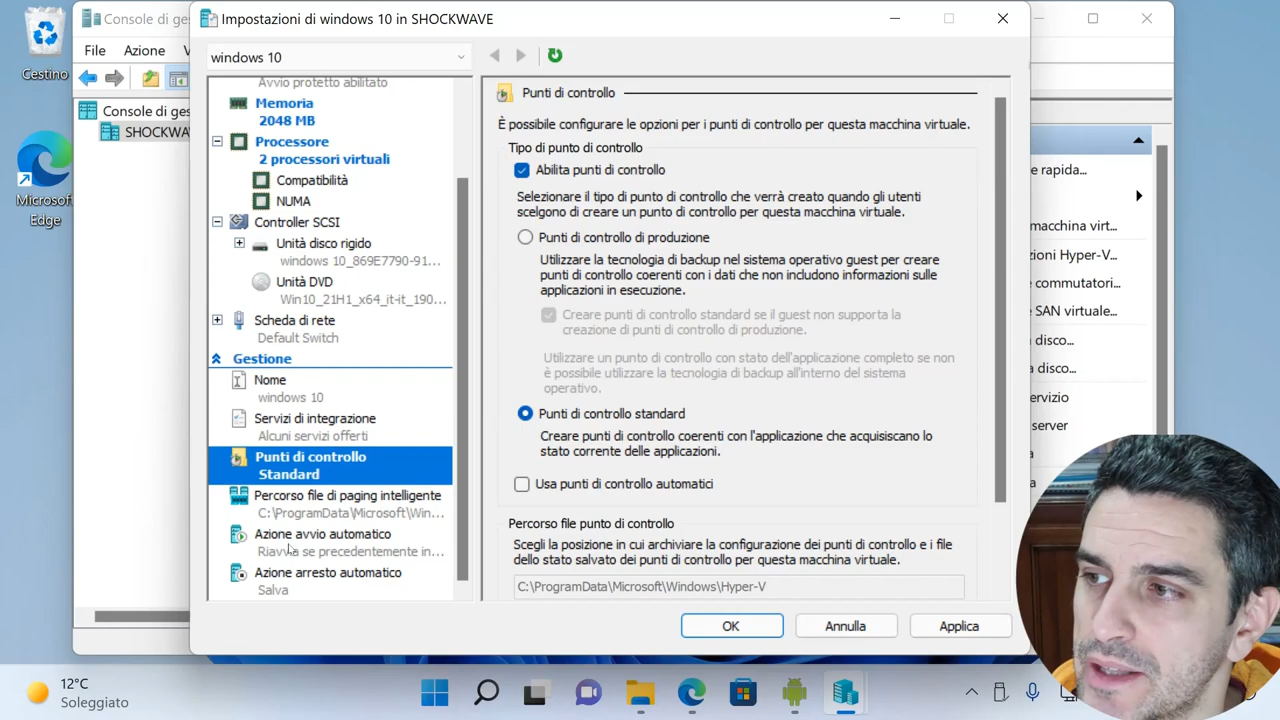 Cestino
Microsoft
Edge
Console di ge
File
Azione
V
Console di ges
SHOCKWA
Impostazioni di windows 10 in SHOCKWAVE
windows 10
Avvio protetto abilitato
Memoria
2048 MB
Processore
2 processori virtuali
Compatibilità
NUMA
Controller SCSI
Unità disco rigido
windows 10_869E7790-91...
Unità DVD
Win10_21H1_x64_it-it_190...
Scheda di rete
Default Switch
Gestione
Nome
windows 10
Servizi di integrazione
Alcuni servizi offerti
Punti di controllo
Standard
Percorso file di paging intelligente
C:\ProgramData\Microsoft\Win...
Azione avvio automatico
Riavvia se precedentemente in...
Azione arresto automatico
Salva
Punti di controllo
È possibile configurare le opzioni per i punti di controllo per questa macchina virtuale.
Tipo di punto di controllo
Abilita punti di controllo
Selezionare il tipo di punto di controllo che verrà creato quando gli utenti
scelgono di creare un punto di controllo per questa macchina virtuale.
Punti di controllo di produzione
Utilizzare la tecnologia di backup nel sistema operativo guest per creare
punti di controllo coerenti con i dati che non includono informazioni sulle
applicazioni in esecuzione.
Creare punti di controllo standard se il guest non supporta la
creazione di punti di controllo di produzione.
Utilizzare un punto di controllo con stato dell'applicazione completo se non
è possibile utilizzare la tecnologia di backup all'interno del sistema
operativo.
Punti di controllo standard
Creare punti di controllo coerenti con l'applicazione che acquisiscano lo
stato corrente delle applicazioni.
Usa punti di controllo automatici
Percorso file punto di controllo
Scegli la posizione in cui archiviare la configurazione dei punti di controllo e i file
dello stato salvato dei punti di controllo per questa macchina virtuale.
C:\ProgramData\Microsoft\Windows\Hyper-V
OK
Annulla
Applica
e rapida...
macchina virt...
ioni Hyper-V...
e commutatori...
e SAN virtuale...
disco...
a disco...
ervizio
server
12°C
Soleggiato